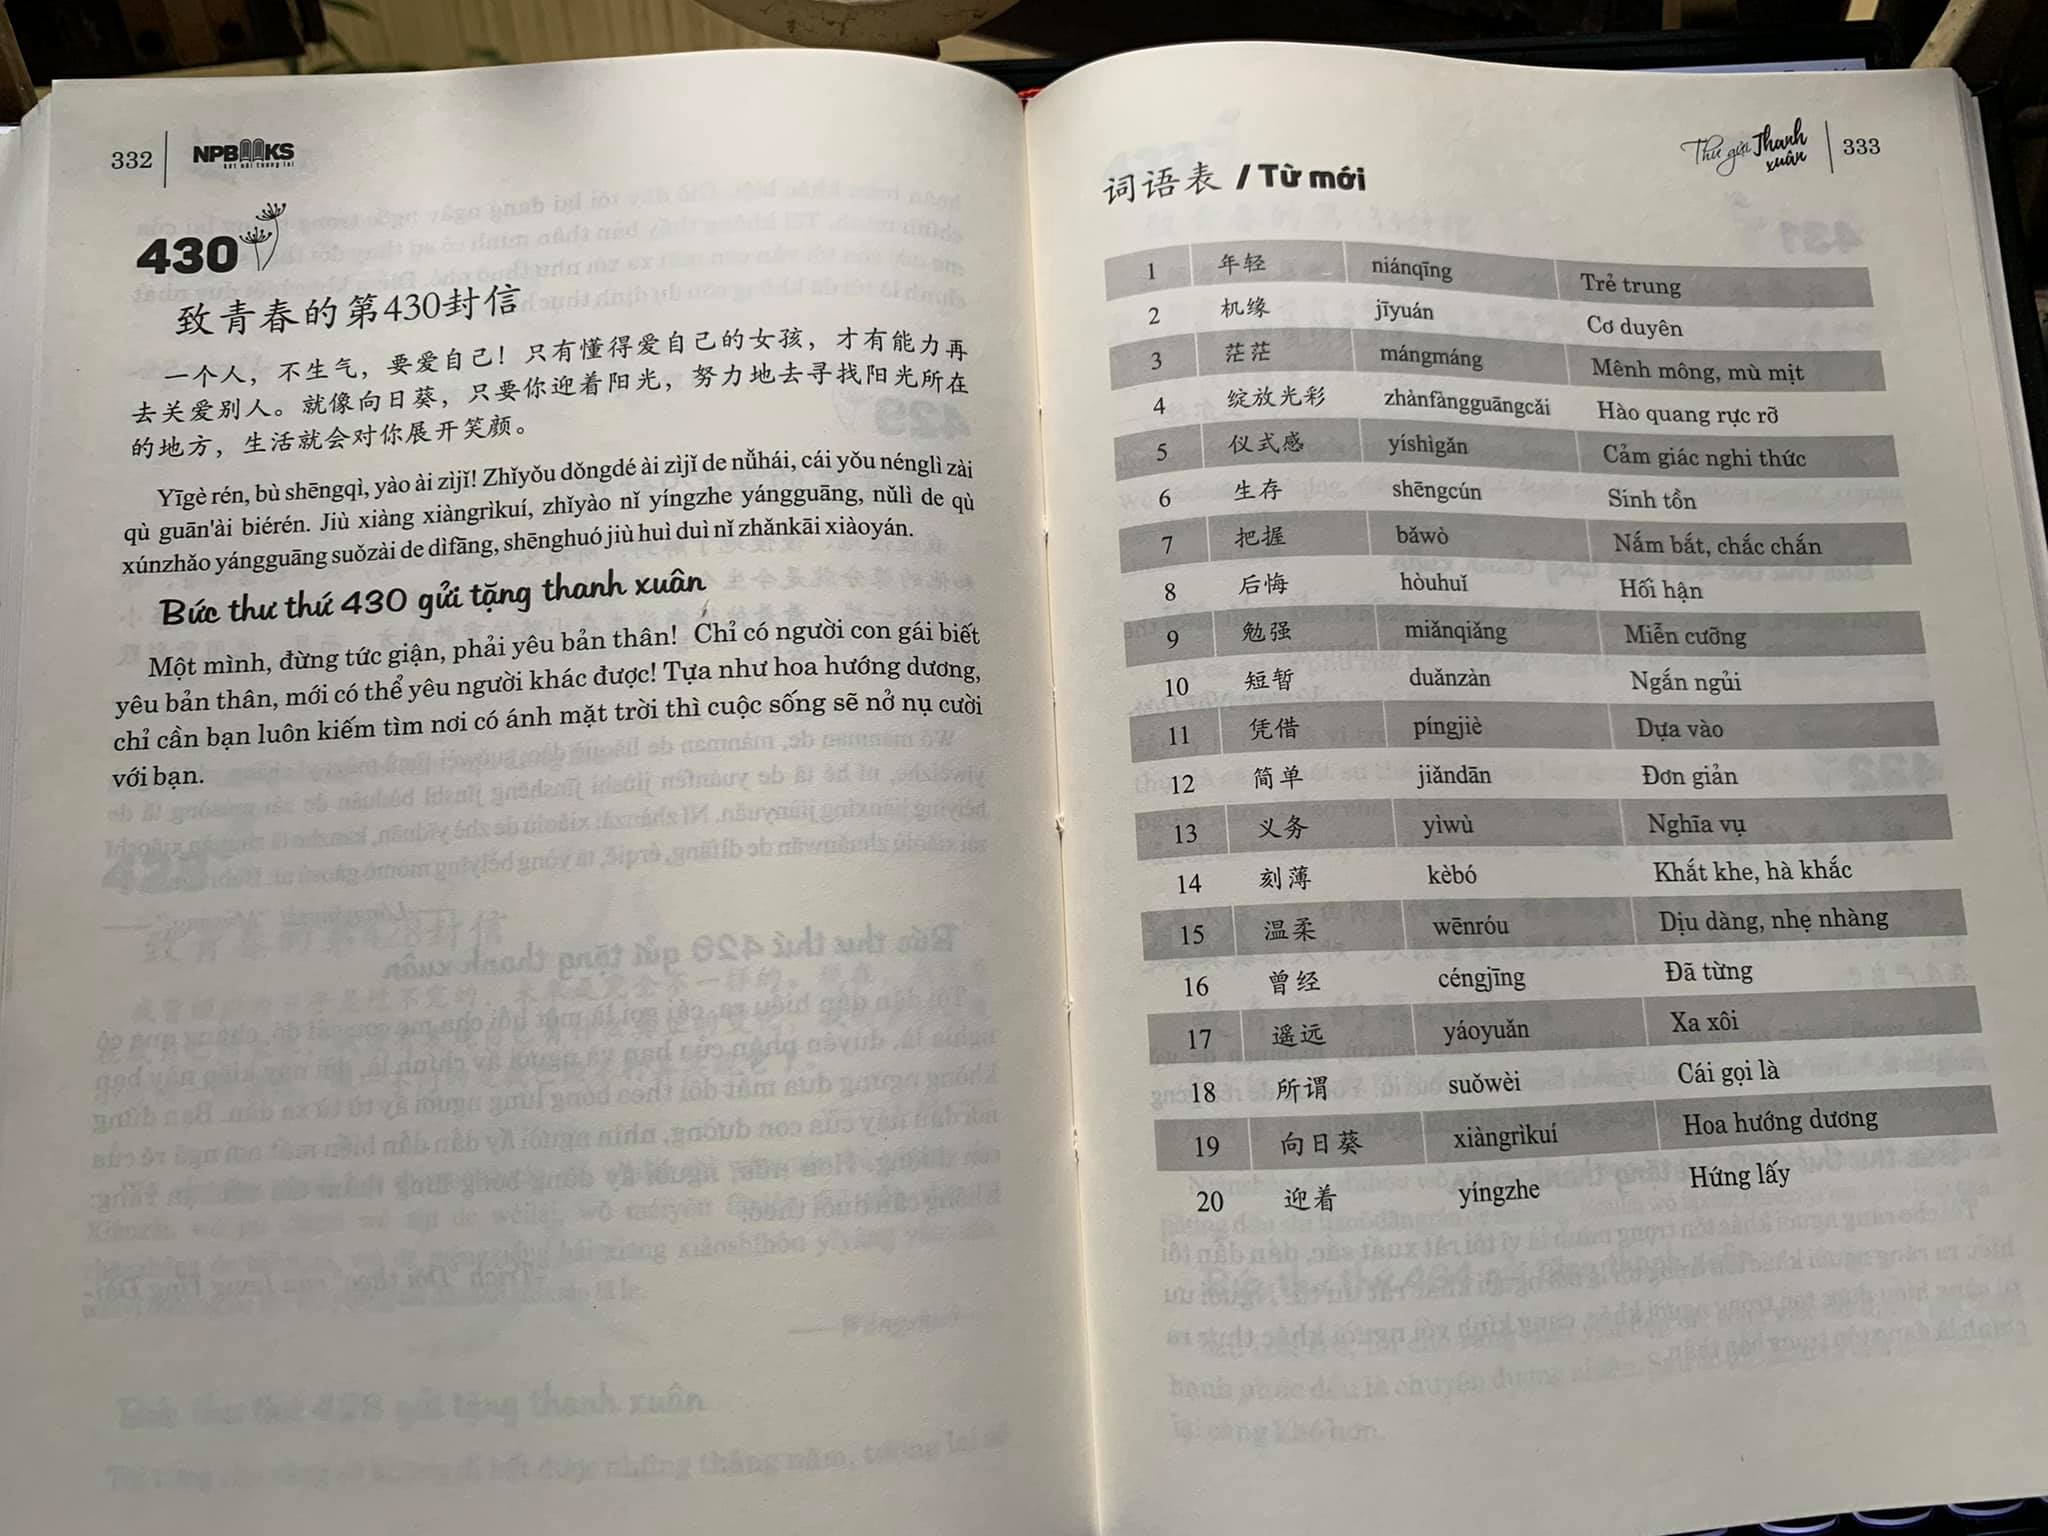 332 NPBOOKS
kết nối tương lai
430
致青春的第430封信
一个人，不生气，要爱自己！只有懂得爱自己的女孩，才有能力再
去关爱别人。就像向日葵，只要你迎着阳光，努力地去寻找阳光所在
的地方，生活就会对你展开笑颜。
Yīgè rén, bù shēngqì, yào ài zìjǐ! Zhǐyǒu dǒngdé ài zìjǐ de nǚhái, cái yǒu nénglì zài
qù guān'ài biérén. Jiù xiàng xiàngrìkuí, zhǐyào nǐ yíngzhe yángguāng, nǔlì de qù
xúnzhǎo yángguāng suǒzài de dìfāng, shēnghuó jiù huì duì nǐ zhǎnkāi xiàoyán.
Bức thư thứ 430 gửi tặng thanh xuân
Một mình, đừng tức giận, phải yêu bản thân! Chỉ có người con gái biết
yêu bản thân, mới có thể yêu người khác được! Tựa như hoa hướng dương,
chỉ cần bạn luôn kiếm tìm nơi có ánh mặt trời thì cuộc sống sẽ nở nụ cười
với bạn.
Thư gửi Thanh xuân 333
词语表 / Từ mới
1 年轻 niánqīng Trẻ trung
2 机缘 jīyuán Cơ duyên
3 茫茫 mángmáng Mênh mông, mù mịt
4 绽放光彩 zhànfàngguāngcǎi Hào quang rực rỡ
5 仪式感 yíshìgǎn Cảm giác nghi thức
6 生存 shēngcún Sinh tồn
7 把握 bǎwò Nắm bắt, chắc chắn
8 后悔 hòuhuǐ Hối hận
9 勉强 miǎnqiǎng Miễn cưỡng
10 短暂 duǎnzàn Ngắn ngủi
11 凭借 píngjiè Dựa vào
12 简单 jiǎndān Đơn giản
13 义务 yìwù Nghĩa vụ
14 刻薄 kèbó Khắt khe, hà khắc
15 温柔 wēnróu Dịu dàng, nhẹ nhàng
16 曾经 céngjīng Đã từng
17 遥远 yáoyuǎn Xa xôi
18 所谓 suǒwèi Cái gọi là
19 向日葵 xiàngrìkuí Hoa hướng dương
20 迎着 yíngzhe Hứng lấy